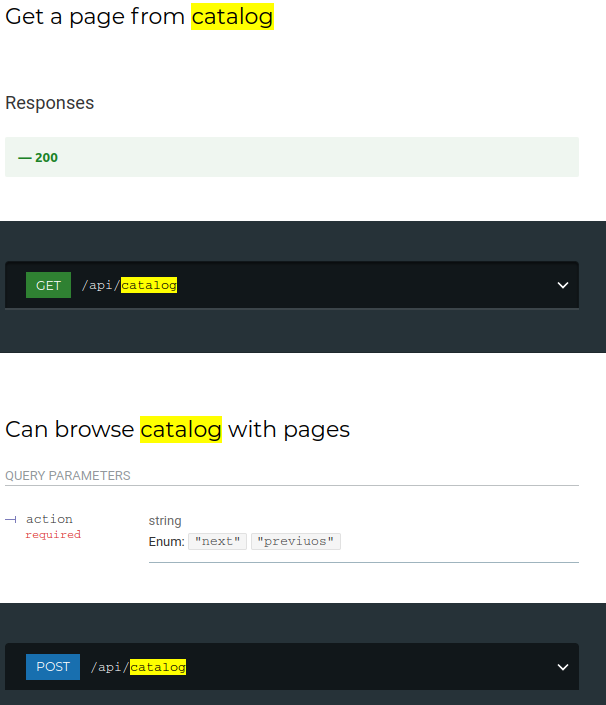 Get a page from catalog
Responses
— 200
GET /api/catalog
Can browse catalog with pages
QUERY PARAMETERS
action string
required Enum: "next" "previuos"
POST /api/catalog